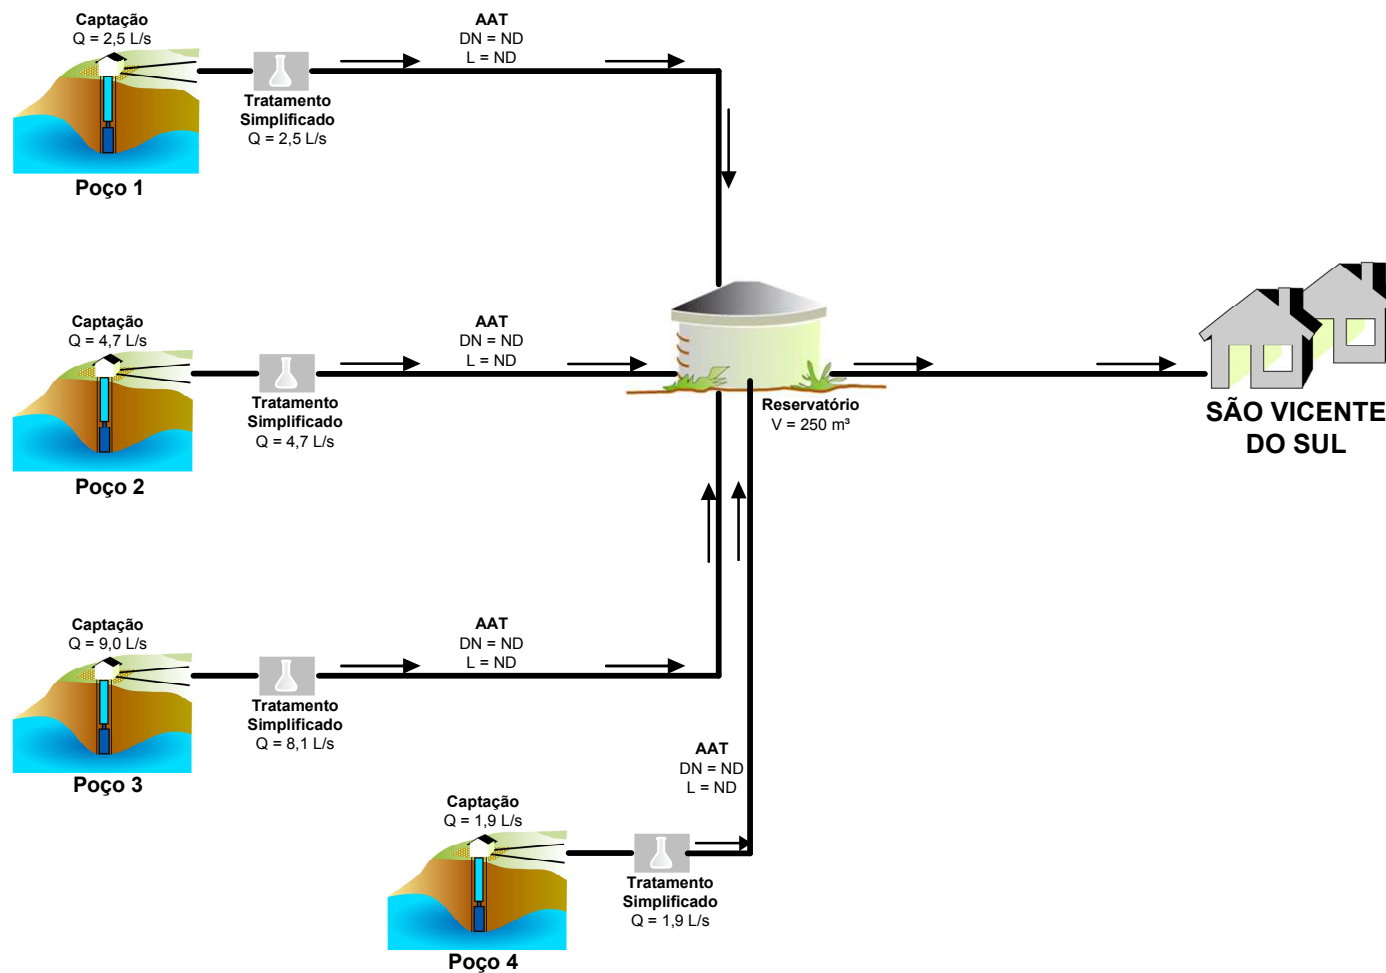 Captação
Q = 2,5 L/s
Tratamento
Simplificado
Q = 2,5 L/s
Poço 1
AAT
DN = ND
L = ND
Captação
Q = 4,7 L/s
Tratamento
Simplificado
Q = 4,7 L/s
Poço 2
AAT
DN = ND
L = ND
Reservatório
V = 250 m³
SÃO VICENTE
DO SUL
Captação
Q = 9,0 L/s
Tratamento
Simplificado
Q = 8,1 L/s
Poço 3
AAT
DN = ND
L = ND
AAT
DN = ND
L = ND
Captação
Q = 1,9 L/s
Tratamento
Simplificado
Q = 1,9 L/s
Poço 4